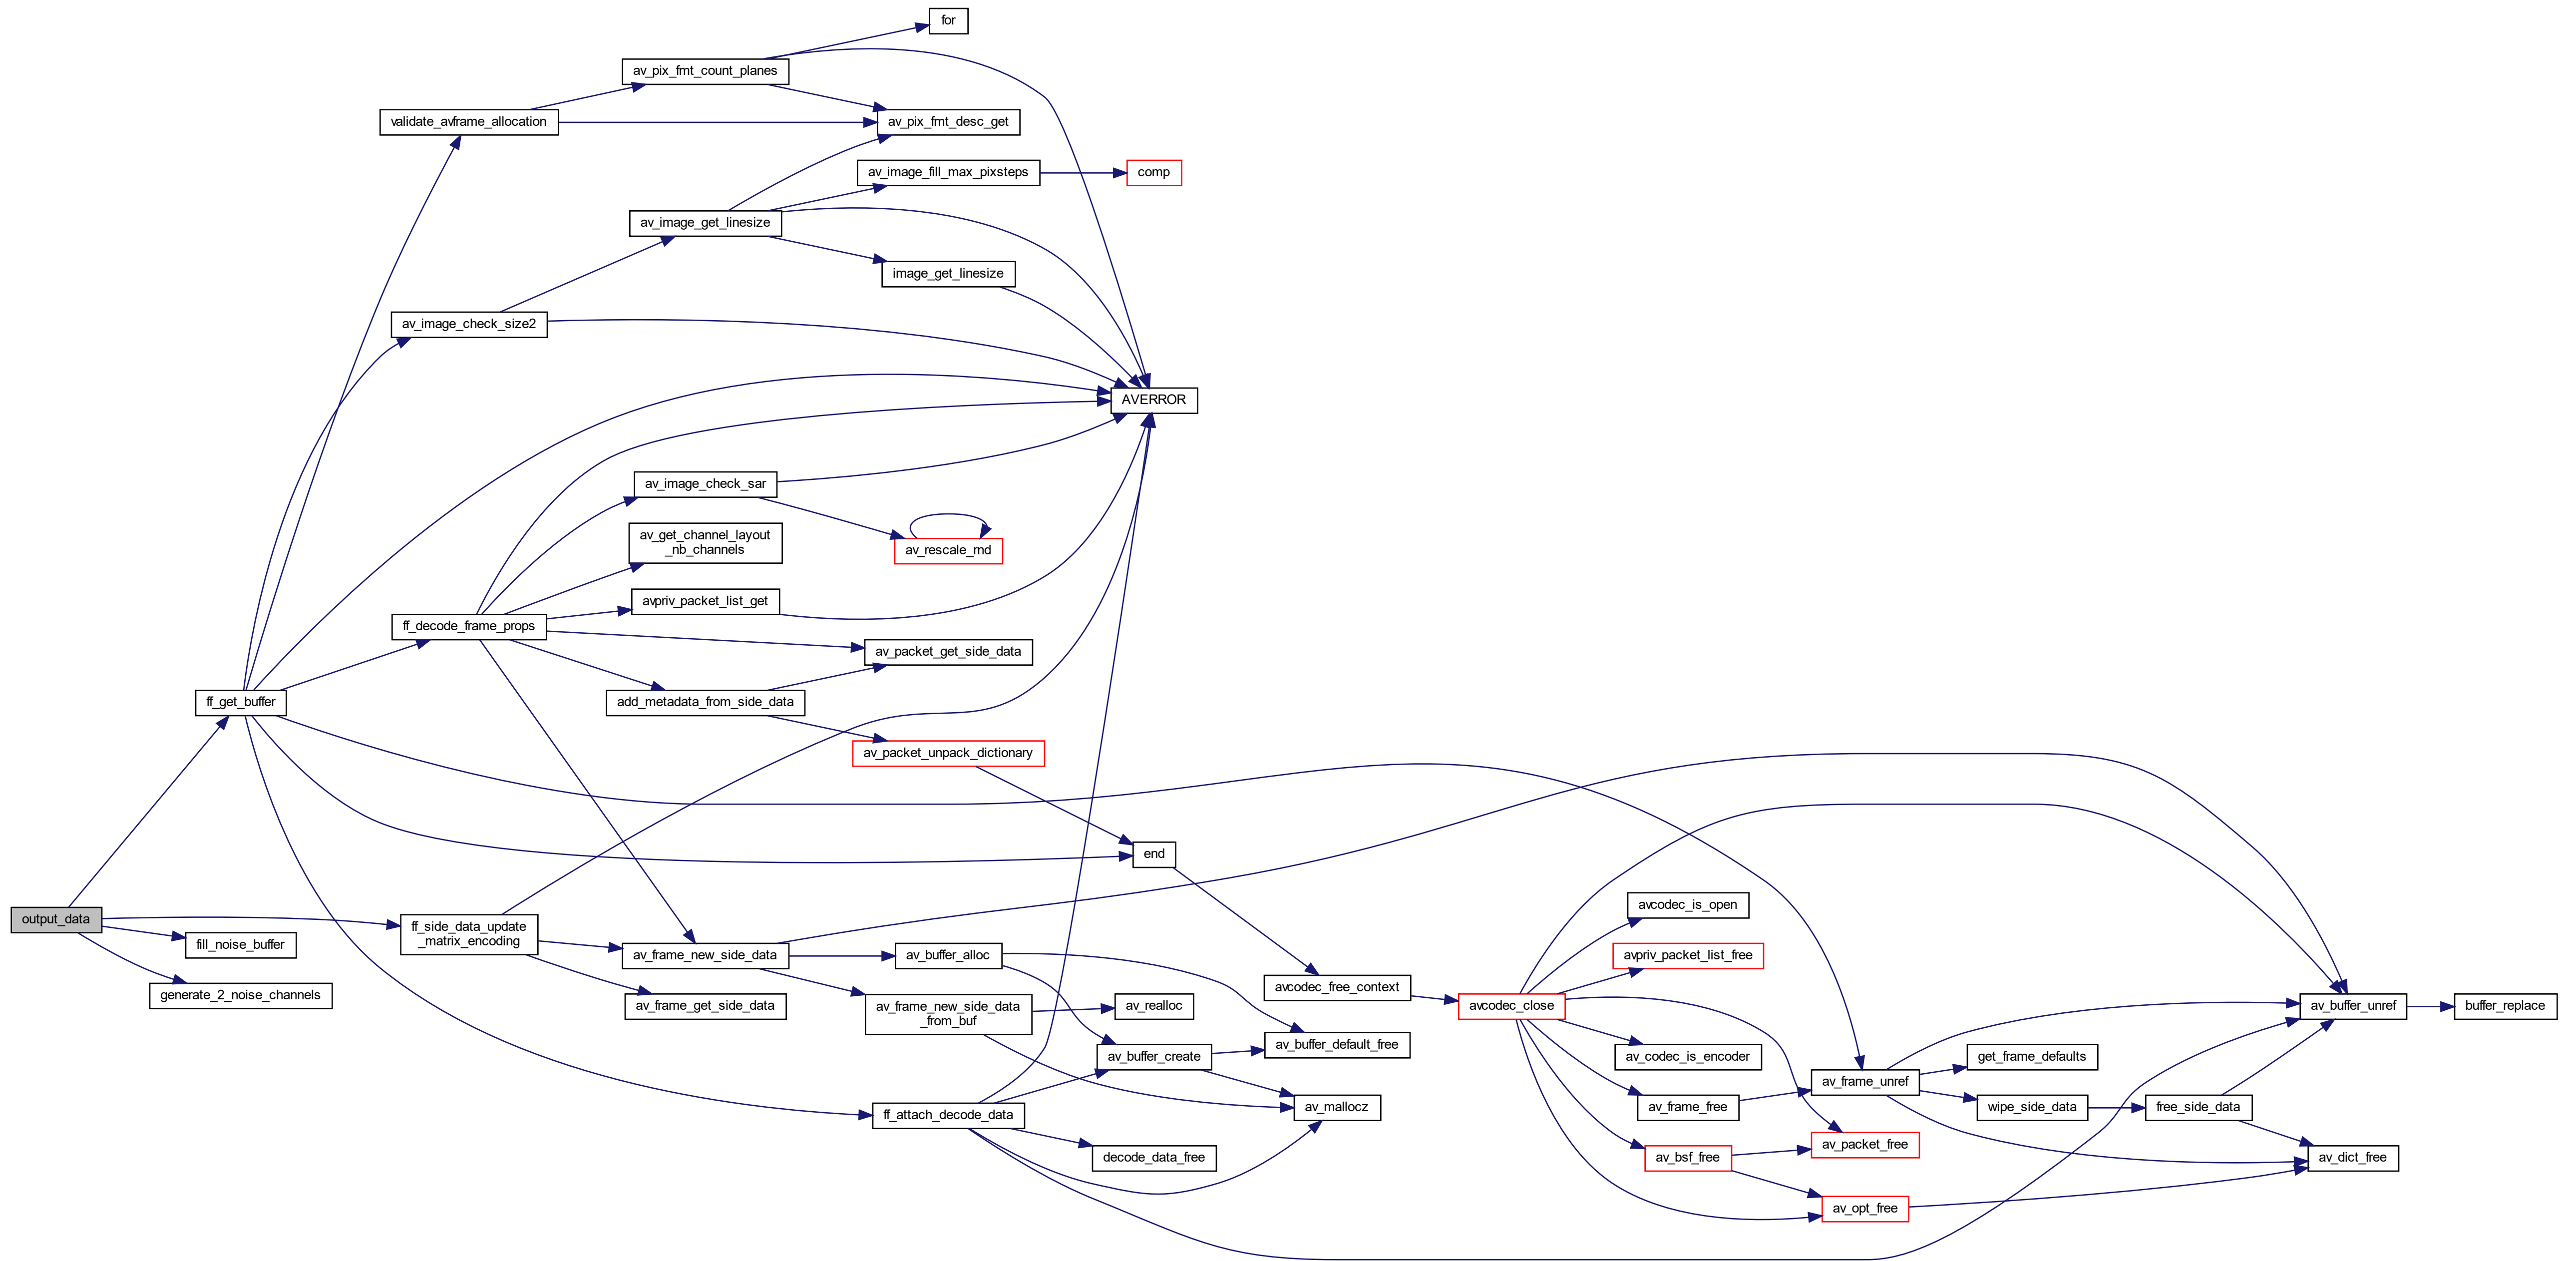 for
av_pix_fmt_count_planes
validate_avframe_allocation
av_pix_fmt_desc_get
av_image_fill_max_pixsteps
comp
av_image_get_linesize
image_get_linesize
av_image_check_size2
AVERROR
av_image_check_sar
av_get_channel_layout
_nb_channels
av_rescale_rnd
avpriv_packet_list_get
ff_decode_frame_props
av_packet_get_side_data
ff_get_buffer
add_metadata_from_side_data
av_packet_unpack_dictionary
end
output_data
ff_side_data_update
_matrix_encoding
fill_noise_buffer
generate_2_noise_channels
av_frame_new_side_data
av_frame_get_side_data
av_buffer_alloc
av_frame_new_side_data
_from_buf
av_realloc
avcodec_free_context
av_buffer_default_free
av_buffer_create
av_mallocz
ff_attach_decode_data
decode_data_free
avcodec_close
avcodec_is_open
avpriv_packet_list_free
av_codec_is_encoder
av_frame_free
av_bsf_free
av_frame_unref
av_packet_free
av_opt_free
get_frame_defaults
wipe_side_data
free_side_data
av_buffer_unref
buffer_replace
av_dict_free